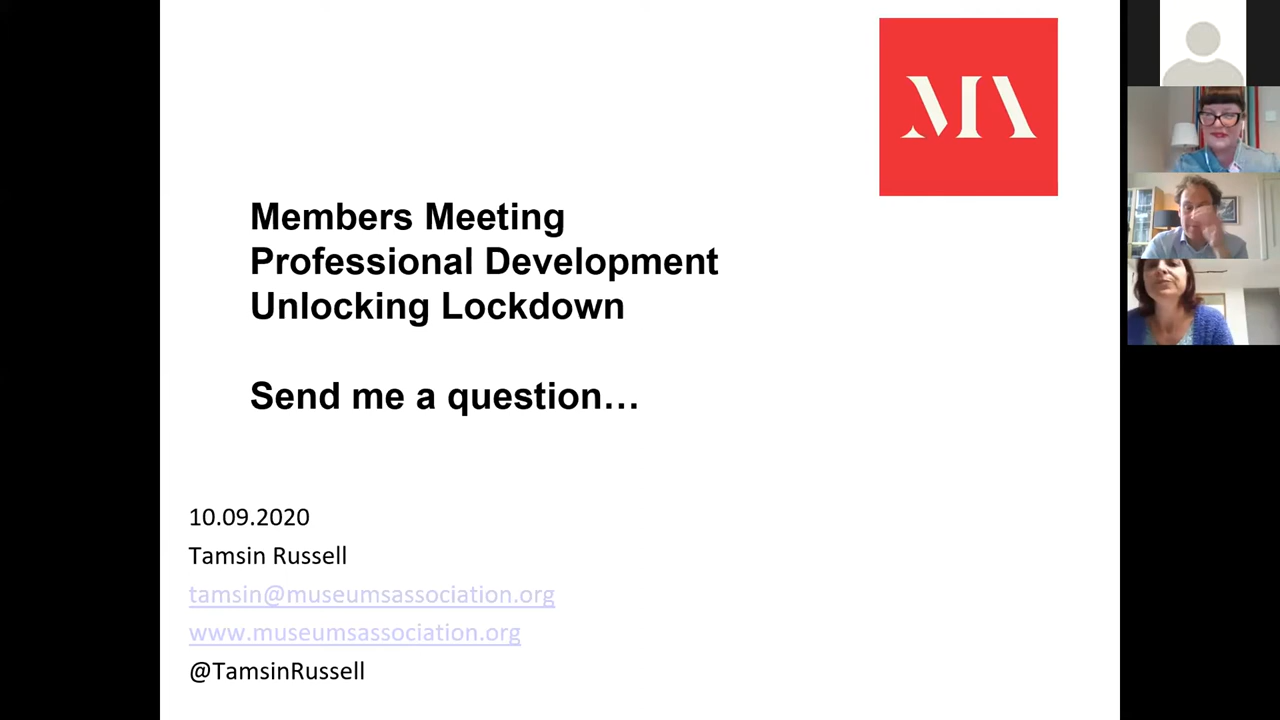 MA
Members Meeting
Professional Development
Unlocking Lockdown
Send me a question…
10.09.2020
Tamsin Russell
tamsin@museumsassociation.org
www.museumsassociation.org
@TamsinRussell